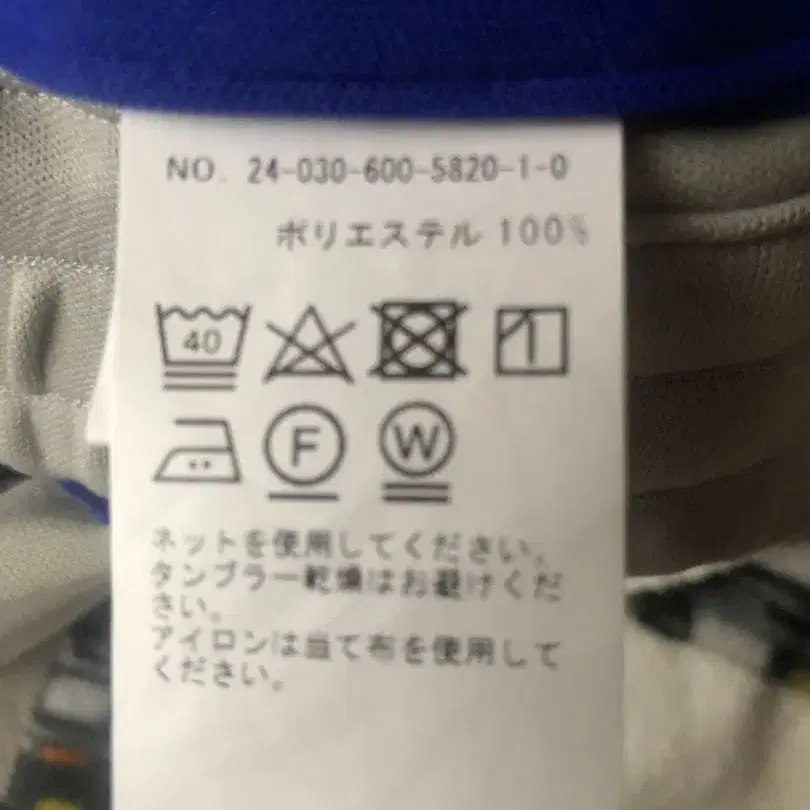 NO. 24-030-600-5820-1-0
ポリエステル 100%
40
F W
ネットを使用してください。
タンブラー乾燥はお避けくだ
さい。
アイロンは当て布を使用して
ください。